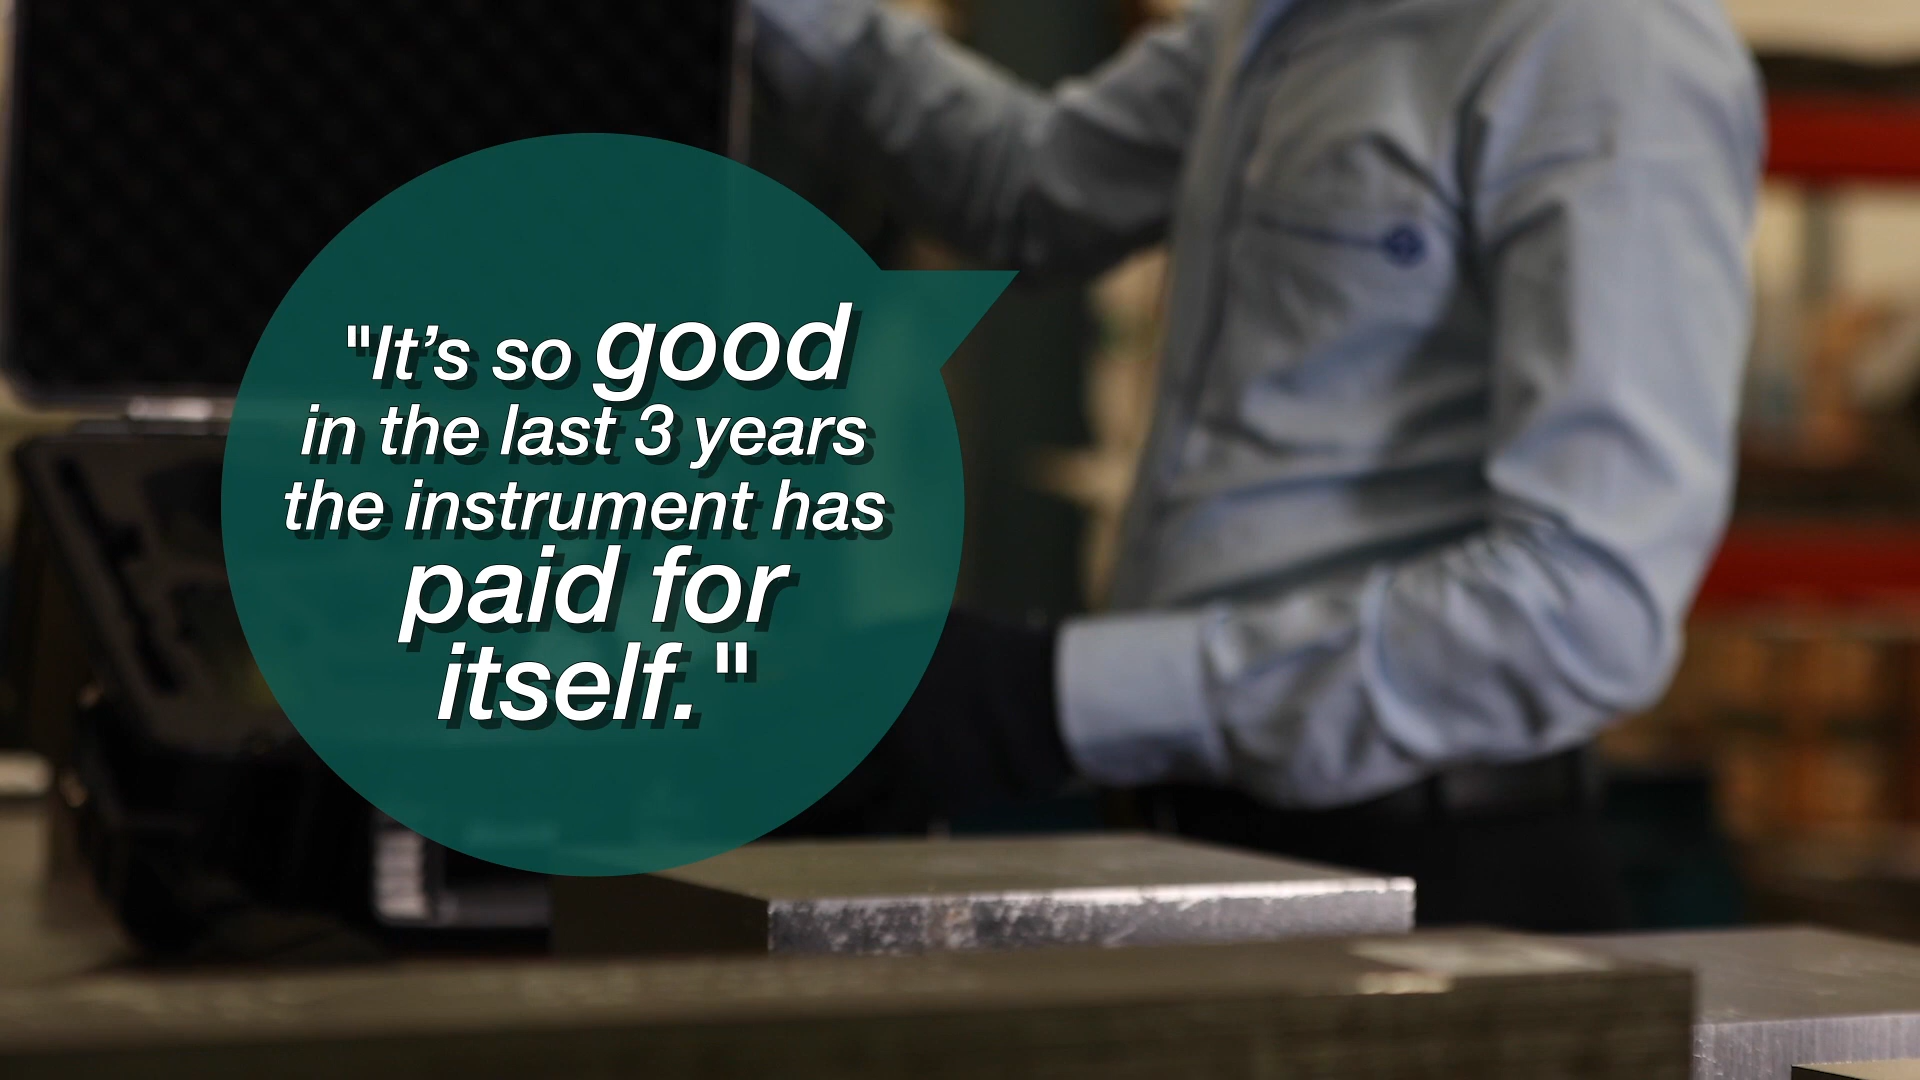 "It’s so good
in the last 3 years
the instrument has
paid for
itself."